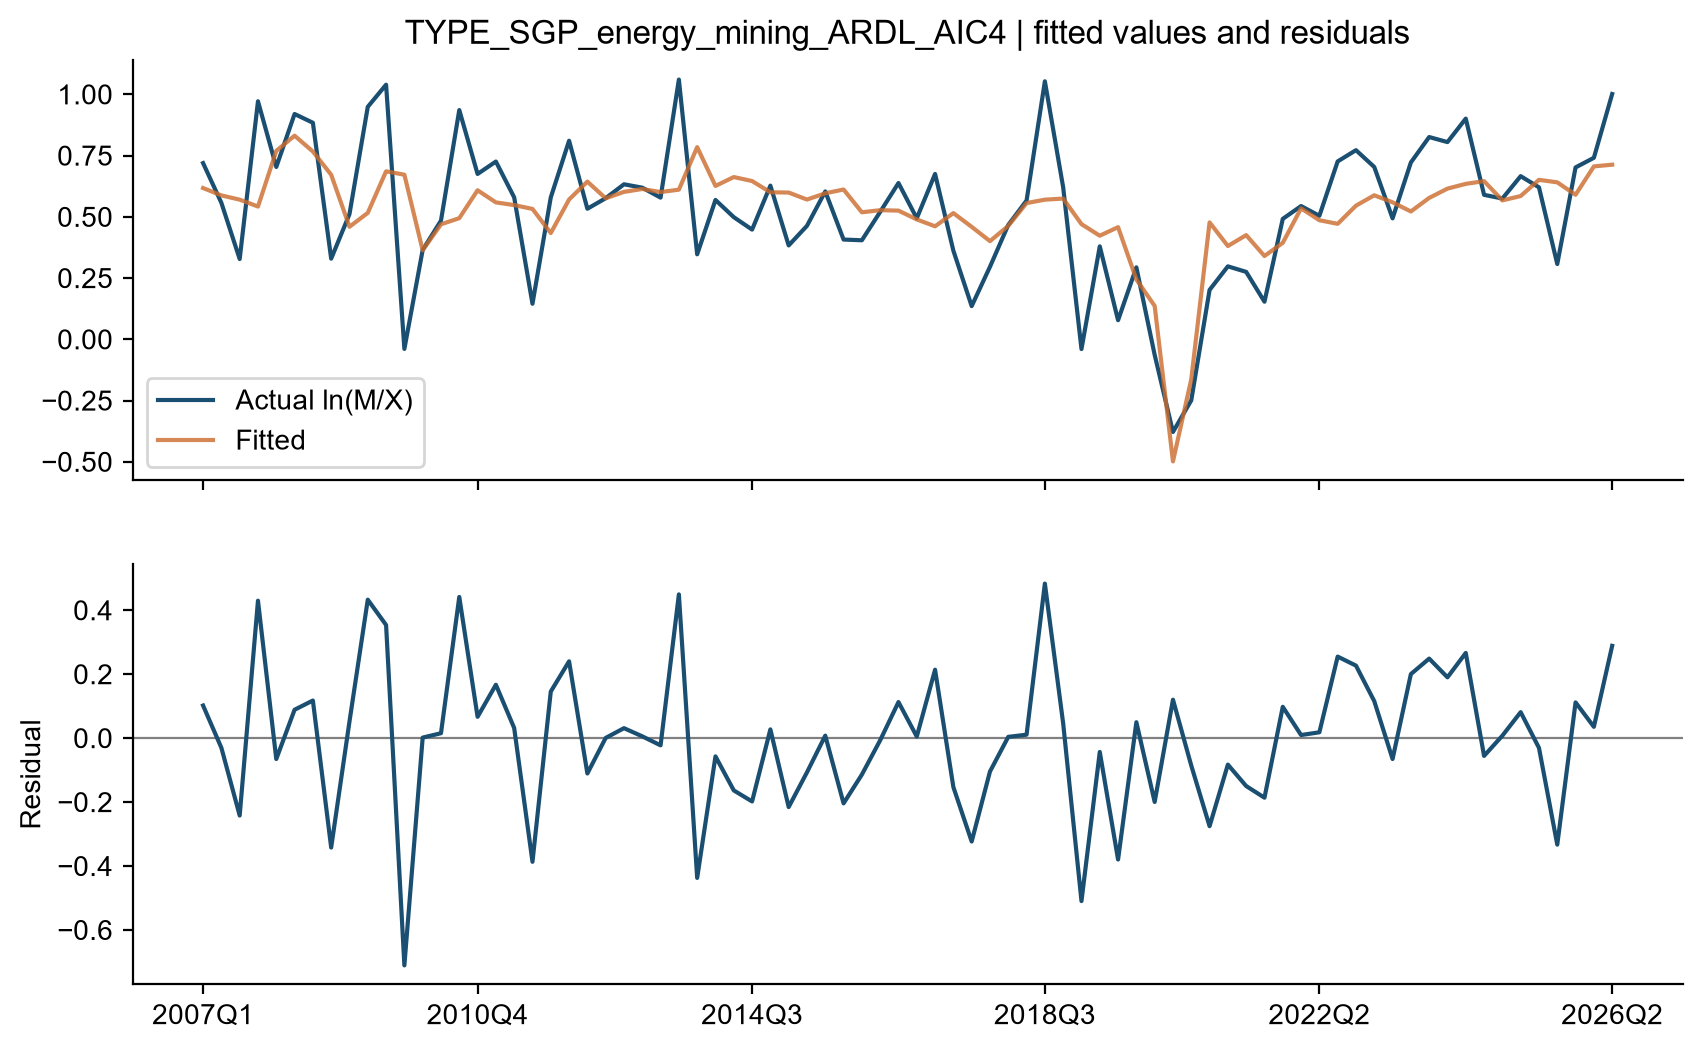 TYPE_SGP_energy_mining_ARDL_AIC4 | fitted values and residuals
1.00
0.75
0.50
0.25
0.00
−0.25
−0.50
Actual ln(M/X)
Fitted
Residual
0.4
0.2
0.0
−0.2
−0.4
−0.6
2007Q1 2010Q4 2014Q3 2018Q3 2022Q2 2026Q2